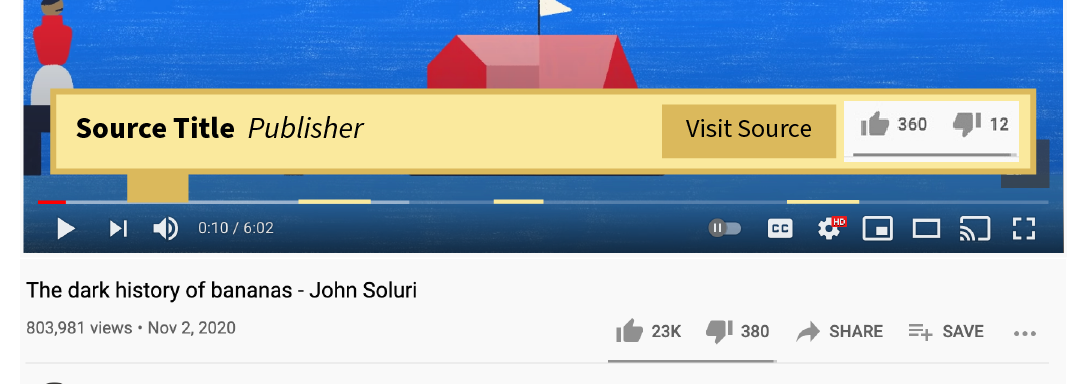 Source Title Publisher Visit Source 360 12
0:10 / 6:02 CC HD
The dark history of bananas - John Soluri
803,981 views • Nov 2, 2020 23K 380 SHARE SAVE